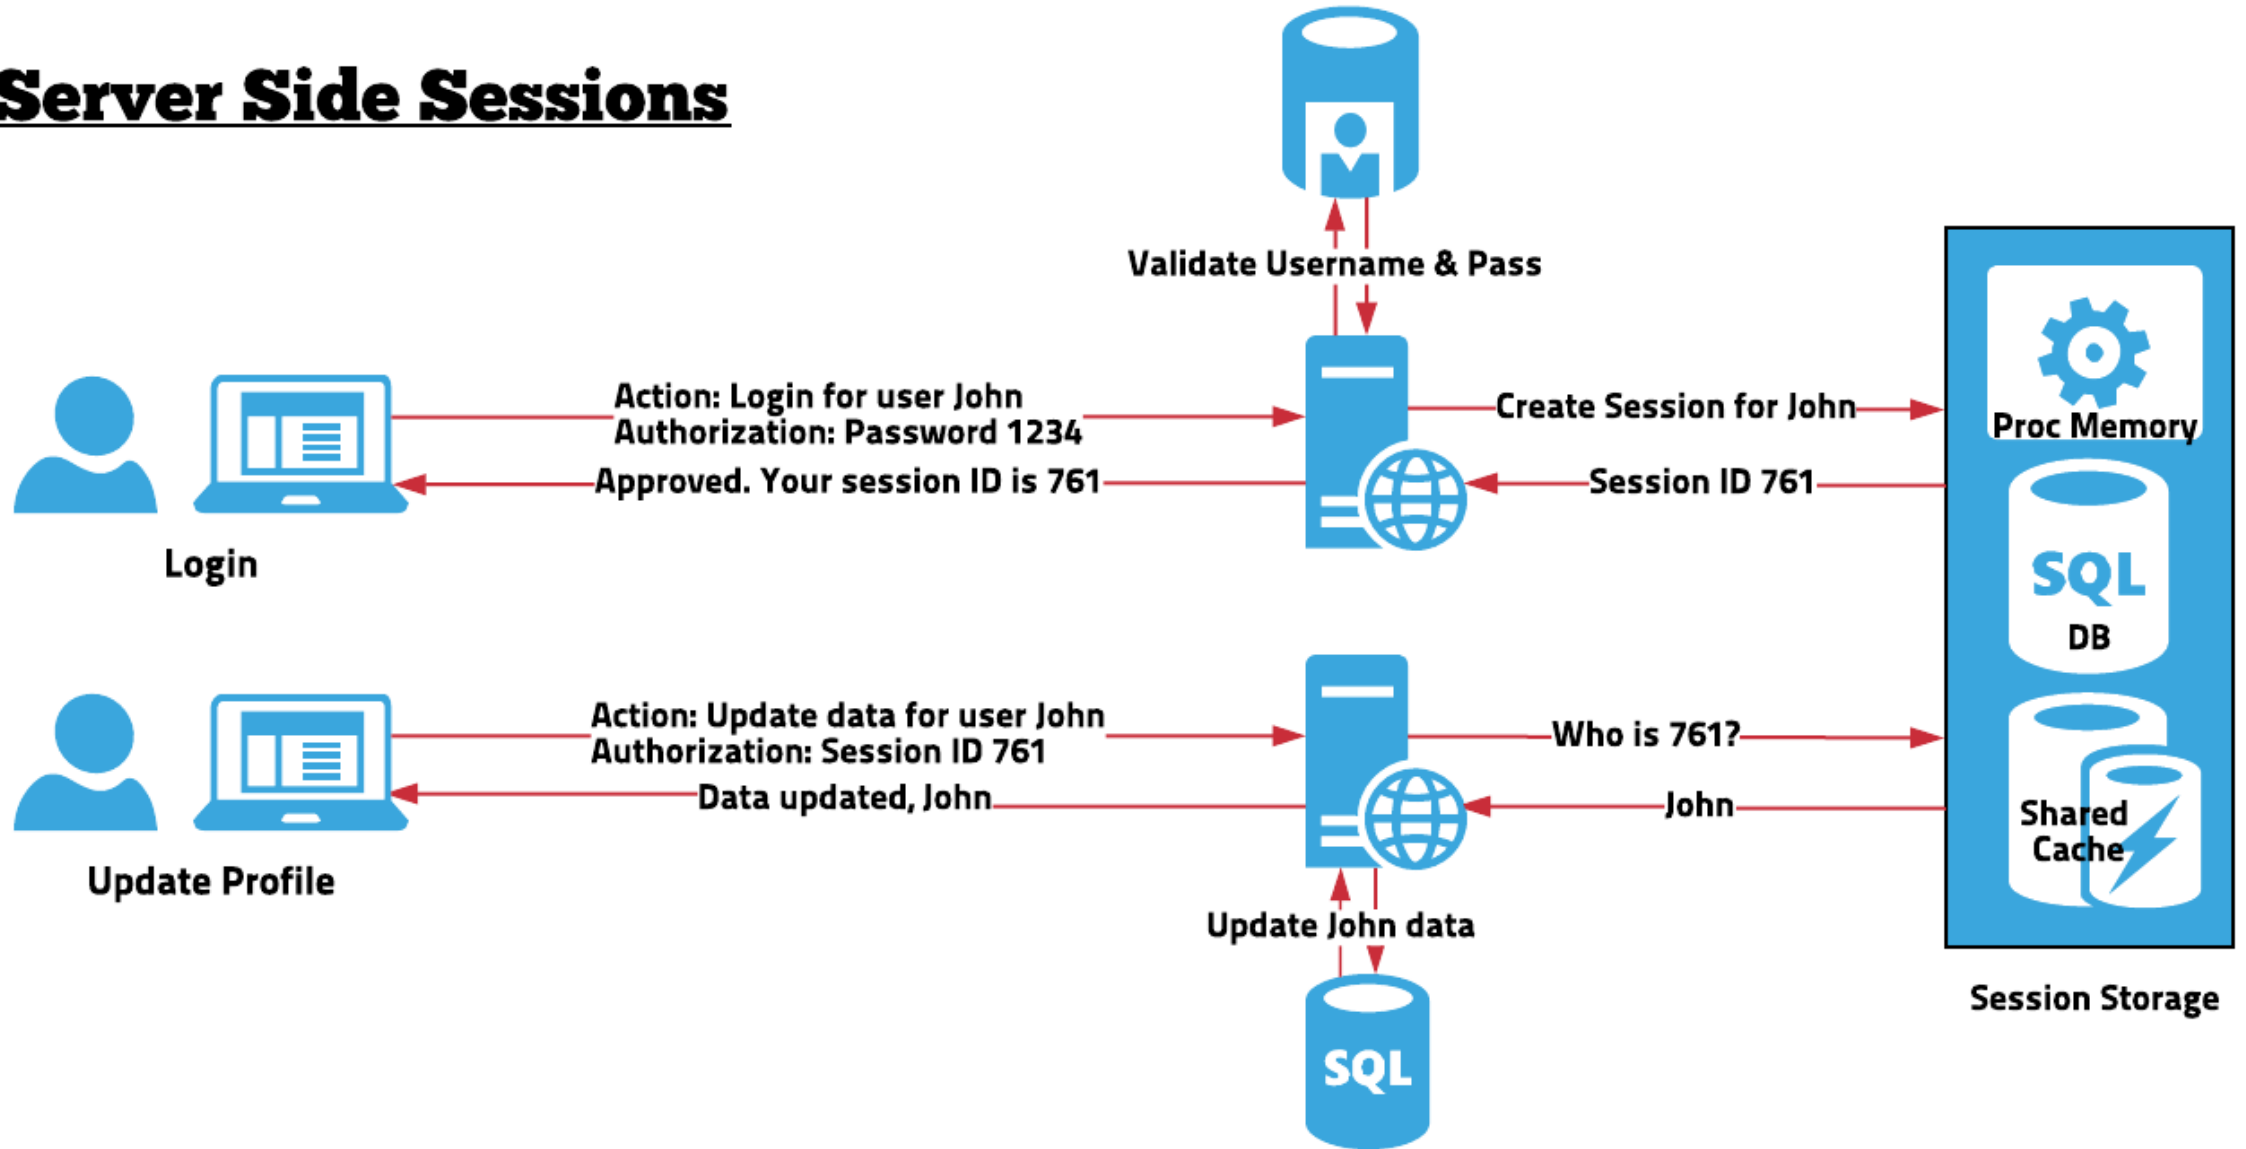 Server Side Sessions
Validate Username & Pass
Action: Login for user John
Authorization: Password 1234
Create Session for John
Proc Memory
Approved. Your session ID is 761
Session ID 761
Login
SQL
DB
Action: Update data for user John
Authorization: Session ID 761
Who is 761?
Data updated, John
John
Shared
Cache
Update Profile
Update John data
Session Storage
SQL